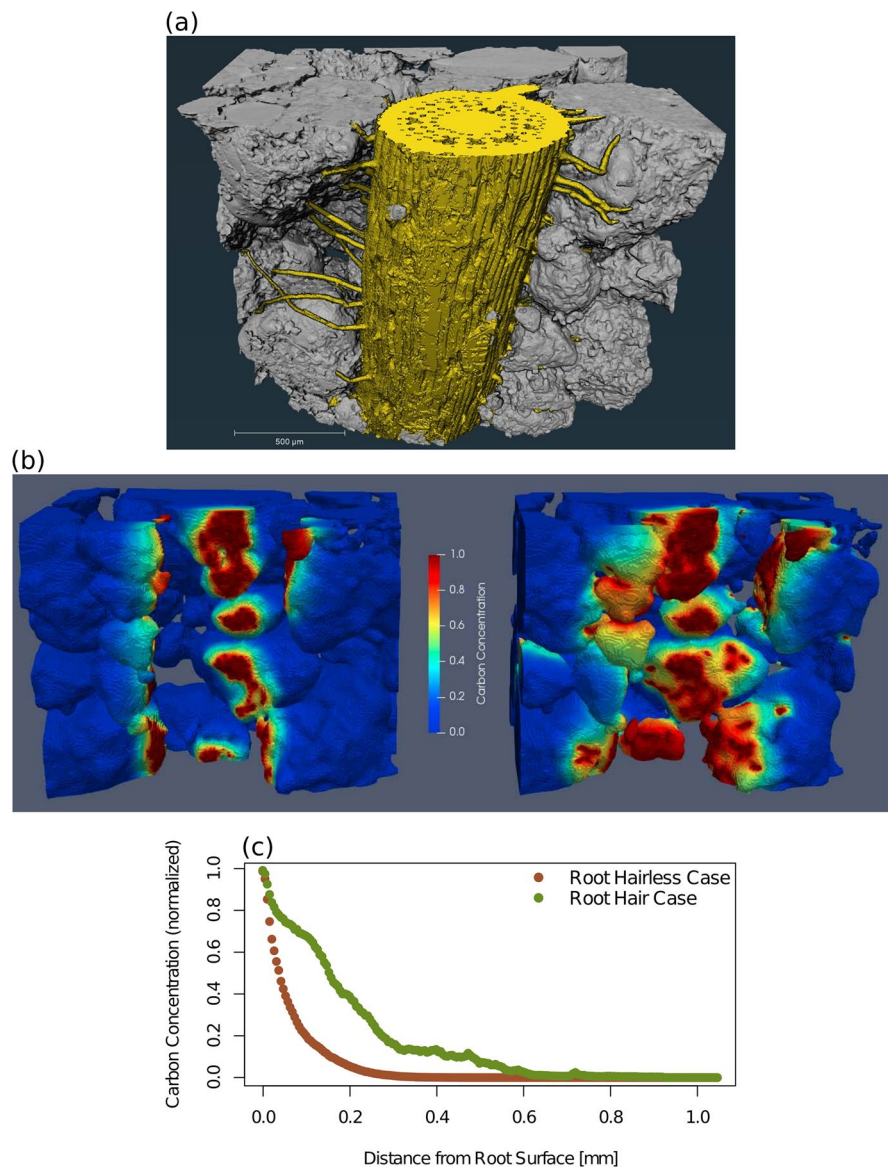 (a)
500 µm
(b)
1.0
0.8
0.6
0.4
0.2
0.0
Carbon Concentration
(c)
Root Hairless Case
Root Hair Case
Carbon Concentration (normalized)
1.0
0.8
0.6
0.4
0.2
0.0
0.0 0.2 0.4 0.6 0.8 1.0
Distance from Root Surface [mm]